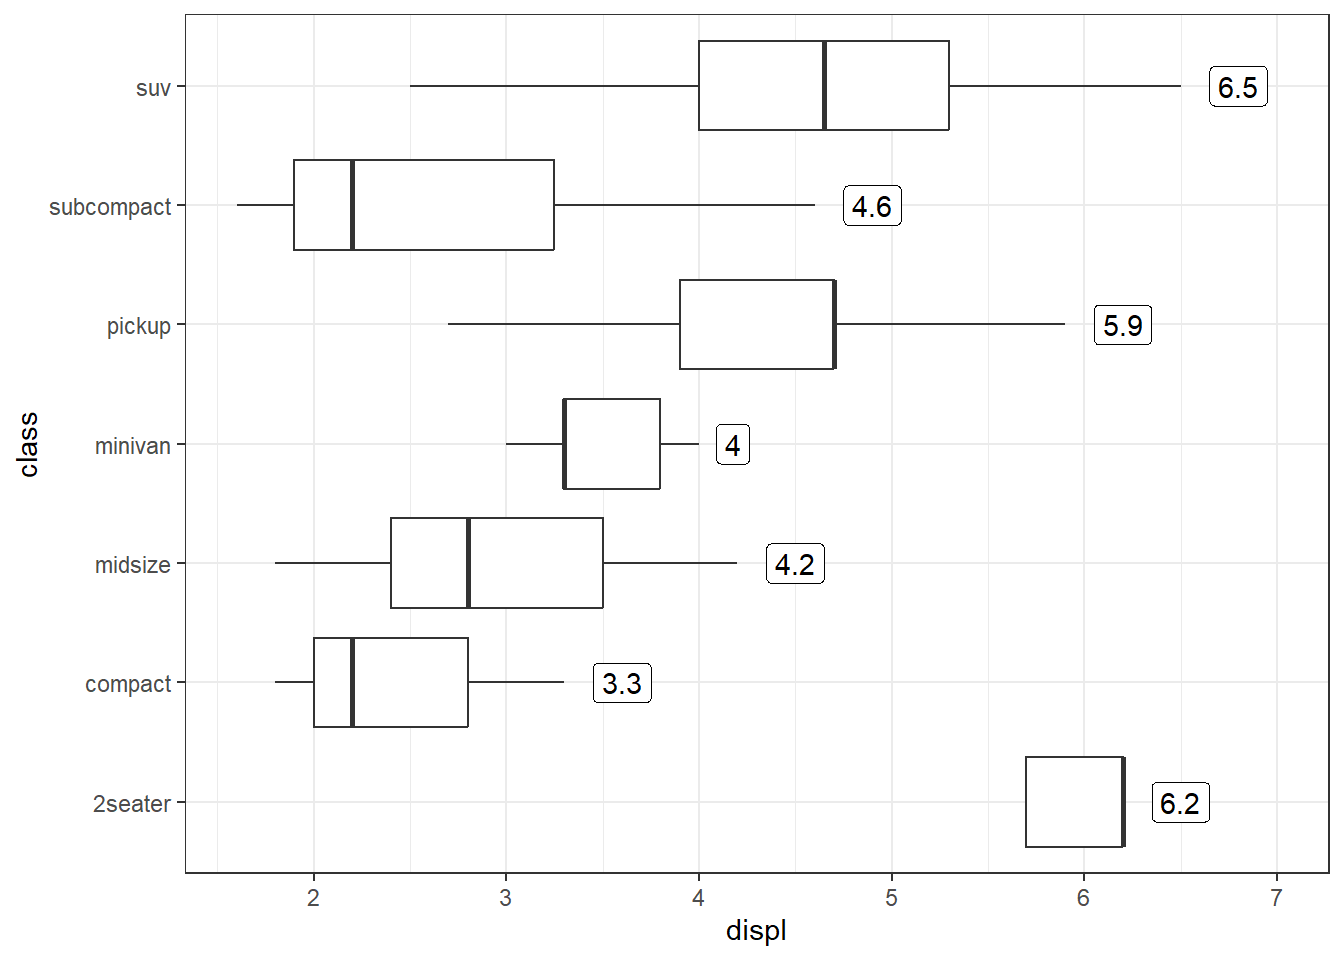 suv
6.5
subcompact
4.6
pickup
5.9
minivan
4
midsize
4.2
compact
3.3
2seater
6.2
class
2 3 4 5 6 7
displ